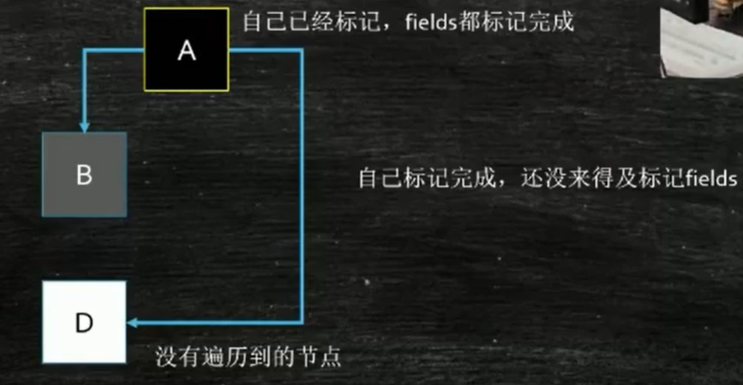 A
自己已经标记，fields都标记完成
B
自己标记完成，还没来得及标记fields
D
没有遍历到的节点